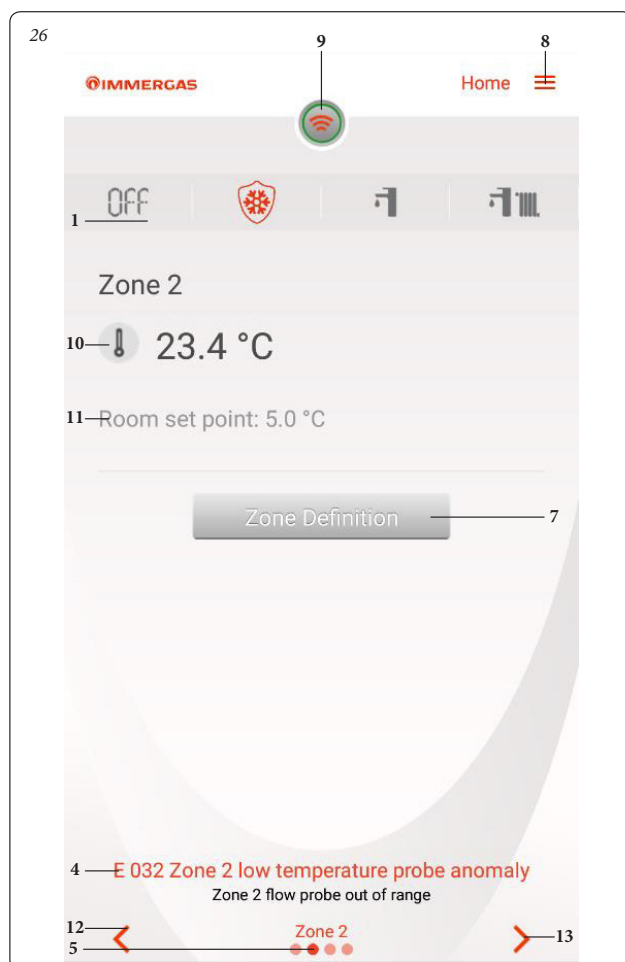 26
9
8
IMMERGAS
Home
OFF
1
Zone 2
10
23.4 °C
11
Room set point: 5.0 °C
Zone Definition
7
4
E 032 Zone 2 low temperature probe anomaly
Zone 2 flow probe out of range
12
Zone 2
13
5